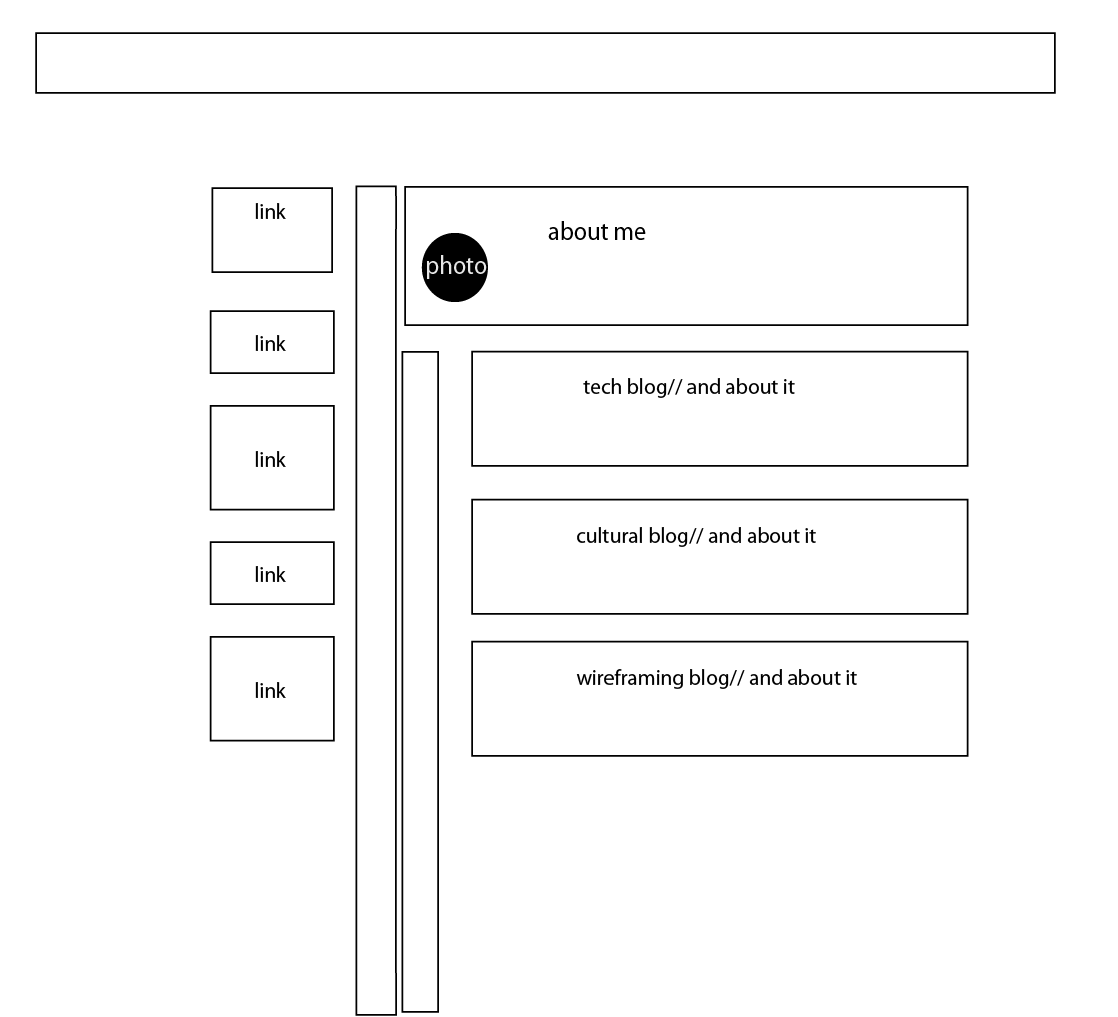 link
link
link
link
link
about me
photo
tech blog// and about it
cultural blog// and about it
wireframing blog// and about it